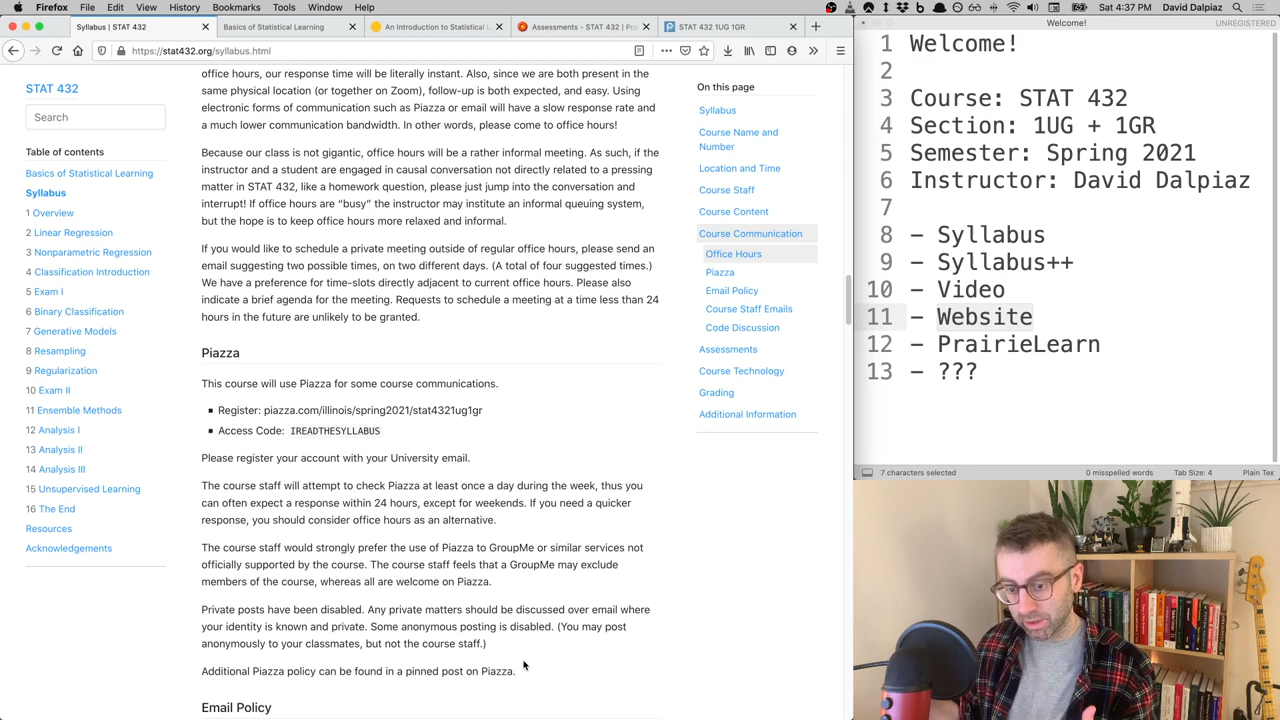 Firefox File Edit View History Bookmarks Tools Window Help
Sat 4:37 PM David Dalpiaz
Syllabus | STAT 432
Basics of Statistical Learning
An Introduction to Statistical L
Assessments - STAT 432 | Pra
STAT 432 1UG 1GR
https://stat432.org/syllabus.html
STAT 432
Search
Table of contents
Basics of Statistical Learning
Syllabus
1 Overview
2 Linear Regression
3 Nonparametric Regression
4 Classification Introduction
5 Exam I
6 Binary Classification
7 Generative Models
8 Resampling
9 Regularization
10 Exam II
11 Ensemble Methods
12 Analysis I
13 Analysis II
14 Analysis III
15 Unsupervised Learning
16 The End
Resources
Acknowledgements
office hours, our response time will be literally instant. Also, since we are both present in the
same physical location (or together on Zoom), follow-up is both expected, and easy. Using
electronic forms of communication such as Piazza or email will have a slow response rate and
a much lower communication bandwidth. In other words, please come to office hours!
Because our class is not gigantic, office hours will be a rather informal meeting. As such, if the
instructor and a student are engaged in causal conversation not directly related to a pressing
matter in STAT 432, like a homework question, please just jump into the conversation and
interrupt! If office hours are “busy” the instructor may institute an informal queuing system,
but the hope is to keep office hours more relaxed and informal.
If you would like to schedule a private meeting outside of regular office hours, please send an
email suggesting two possible times, on two different days. (A total of four suggested times.)
We have a preference for time-slots directly adjacent to current office hours. Please also
indicate a brief agenda for the meeting. Requests to schedule a meeting at a time less than 24
hours in the future are unlikely to be granted.
Piazza
This course will use Piazza for some course communications.
Register: piazza.com/illinois/spring2021/stat4321ug1gr
Access Code: IREADTHESYLLABUS
Please register your account with your University email.
The course staff will attempt to check Piazza at least once a day during the week, thus you
can often expect a response within 24 hours, except for weekends. If you need a quicker
response, you should consider office hours as an alternative.
The course staff would strongly prefer the use of Piazza to GroupMe or similar services not
officially supported by the course. The course staff feels that a GroupMe may exclude
members of the course, whereas all are welcome on Piazza.
Private posts have been disabled. Any private matters should be discussed over email where
your identity is known and private. Some anonymous posting is disabled. (You may post
anonymously to your classmates, but not the course staff.)
Additional Piazza policy can be found in a pinned post on Piazza.
Email Policy
On this page
Syllabus
Course Name and
Number
Location and Time
Course Staff
Course Content
Course Communication
Office Hours
Piazza
Email Policy
Course Staff Emails
Code Discussion
Assessments
Course Technology
Grading
Additional Information
Welcome!
UNREGISTERED
1 Welcome!
2
3 Course: STAT 432
4 Section: 1UG + 1GR
5 Semester: Spring 2021
6 Instructor: David Dalpiaz
7
8 - Syllabus
9 - Syllabus++
10 - Video
11 - Website
12 - PrairieLearn
13 - ???
7 characters selected
0 misspelled words
Tab Size: 4
Plain Tex